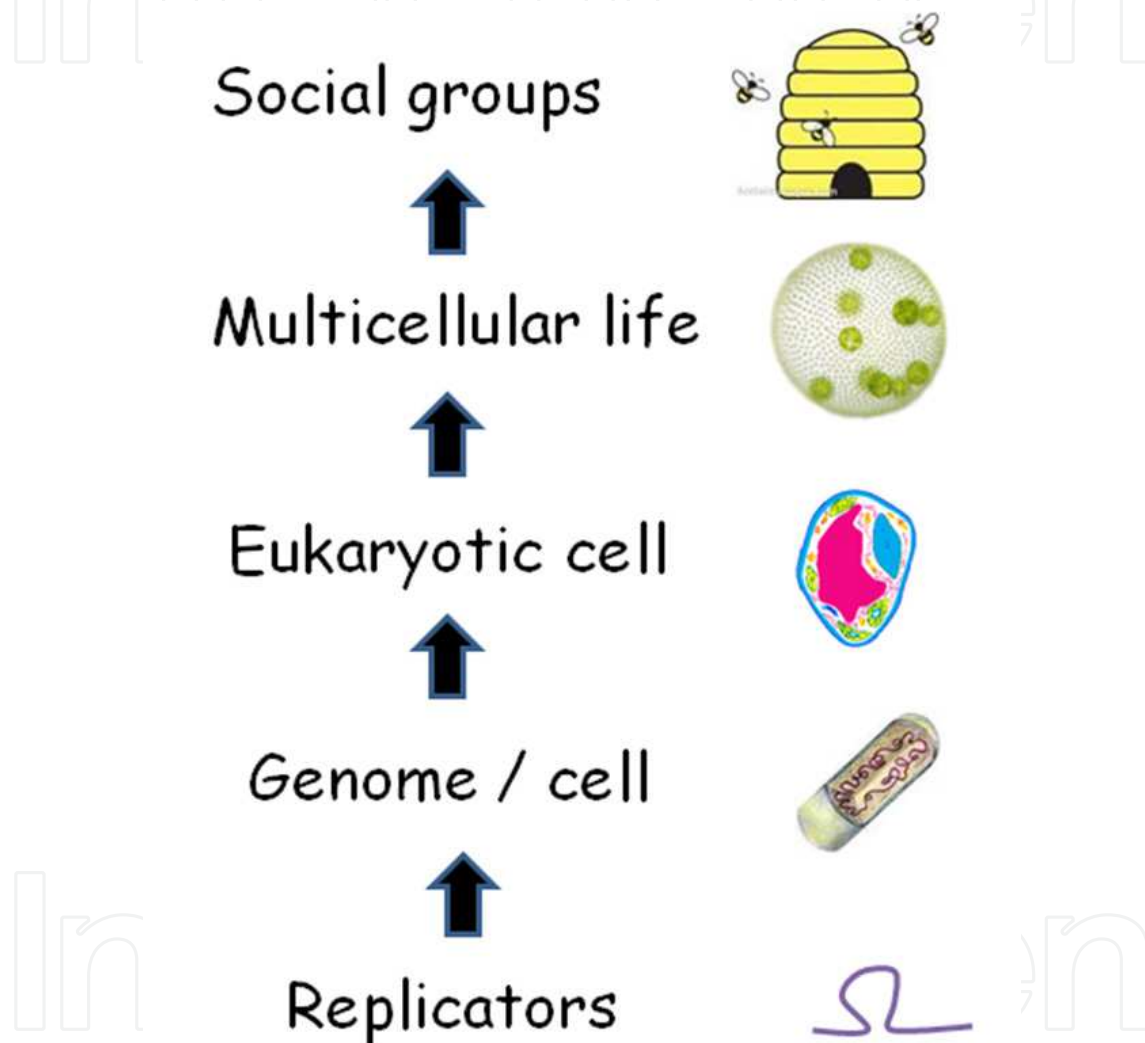 Social groups
Multicellular life
Eukaryotic cell
Genome / cell
Replicators